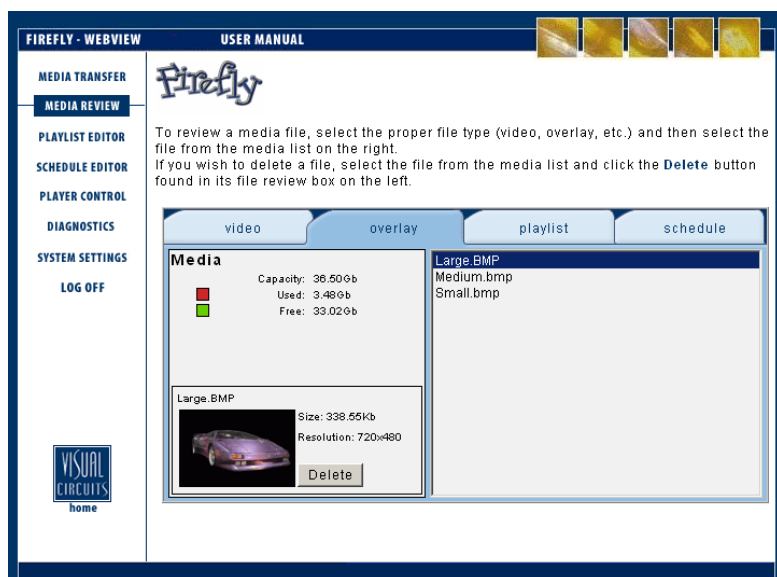 FIREFLY - WEBVIEW
USER MANUAL
MEDIA TRANSFER
MEDIA REVIEW
PLAYLIST EDITOR
SCHEDULE EDITOR
PLAYER CONTROL
DIAGNOSTICS
SYSTEM SETTINGS
LOG OFF
VISUAL
CIRCUITS
home
Firefly
To review a media file, select the proper file type (video, overlay, etc.) and then select the
file from the media list on the right.
If you wish to delete a file, select the file from the media list and click the Delete button
found in its file review box on the left.
video
overlay
playlist
schedule
Media
Capacity: 36.50Gb
Used: 3.48Gb
Free: 33.02Gb
Large.BMP
Size: 338.55Kb
Resolution: 720x480
Delete
Large.BMP
Medium.bmp
Small.bmp